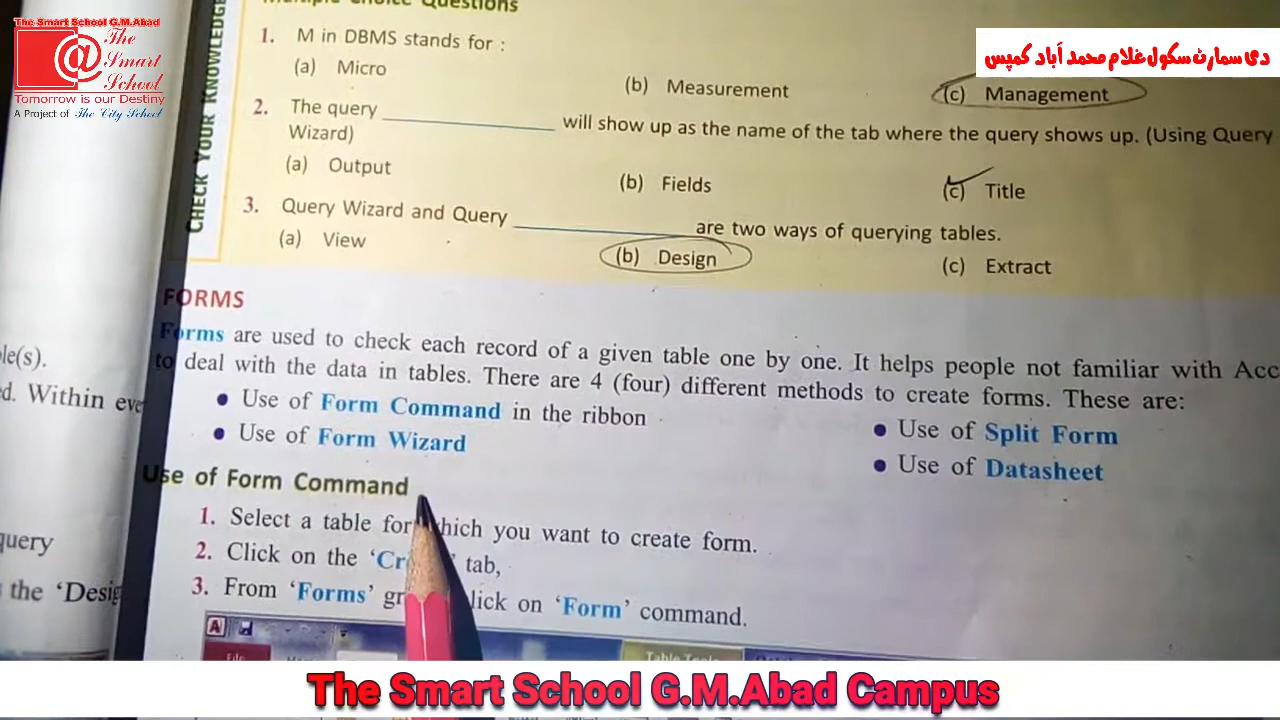 The Smart School G.M.Abad
The
Smart
School
Tomorrow is our Destiny
A Project of The City School
دی سمارٹ سکول غلام محمد آباد کیمپس
CHECK YOUR KNOWLEDGE
Multiple Choice Questions
1. M in DBMS stands for :
(a) Micro (b) Measurement (c) Management
2. The query ____________ will show up as the name of the tab where the query shows up. (Using Query
Wizard)
(a) Output (b) Fields (c) Title
3. Query Wizard and Query ____________ are two ways of querying tables.
(a) View (b) Design (c) Extract
FORMS
Forms are used to check each record of a given table one by one. It helps people not familiar with Acc
to deal with the data in tables. There are 4 (four) different methods to create forms. These are:
• Use of Form Command in the ribbon • Use of Split Form
• Use of Form Wizard • Use of Datasheet
Use of Form Command
1. Select a table for which you want to create form.
2. Click on the ‘Cr ’ tab,
3. From ‘Forms’ gr lick on ‘Form’ command.
A
File
Table Tools
le(s).
d. Within eve
query
the ‘Desig
The Smart School G.M.Abad Campus